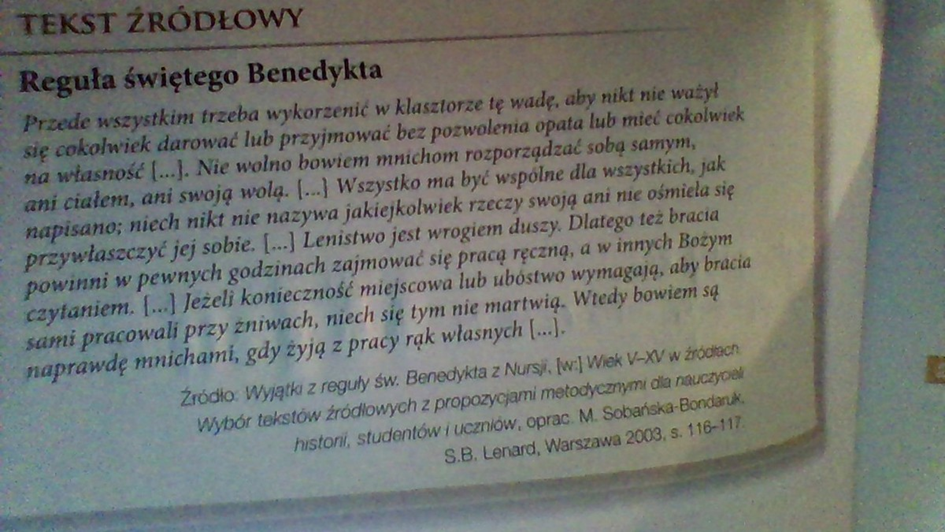 TEKST ŹRÓDŁOWY
Reguła świętego Benedykta
Przede wszystkim trzeba wykorzenić w klasztorze tę wadę, aby nikt nie ważył
się cokolwiek darować lub przyjmować bez pozwolenia opata lub mieć cokolwiek
na własność [...]. Nie wolno bowiem mnichom rozporządzać sobą samym,
ani ciałem, ani swoją wolą. [...] Wszystko ma być wspólne dla wszystkich, jak
napisano; niech nikt nie nazywa jakiejkolwiek rzeczy swoją ani nie ośmiela się
przywłaszczyć jej sobie. [...] Lenistwo jest wrogiem duszy. Dlatego też bracia
powinni w pewnych godzinach zajmować się pracą ręczną, a w innych Bożym
czytaniem. [...] Jeżeli konieczność miejscowa lub ubóstwo wymagają, aby bracia
sami pracowali przy żniwach, niech się tym nie martwią. Wtedy bowiem są
naprawdę mnichami, gdy żyją z pracy rąk własnych [...].
Źródło: Wyjątki z reguły św. Benedykta z Nursji, [w:] Wiek V–XV w źródłach.
Wybór tekstów źródłowych z propozycjami metodycznymi dla nauczycieli
historii, studentów i uczniów, oprac. M. Sobańska-Bondaruk,
S.B. Lenard, Warszawa 2003, s. 116–117.